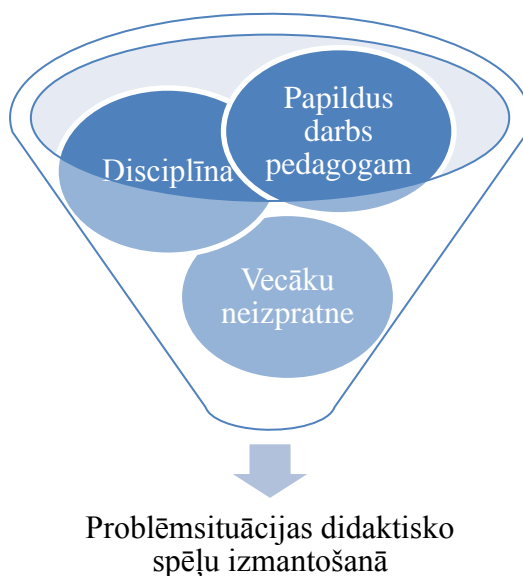 Papildus
darbs
pedagogam
Disciplīna
Vecāku
neizpratne
Problēmsituācijas didaktisko
spēļu izmantošanā